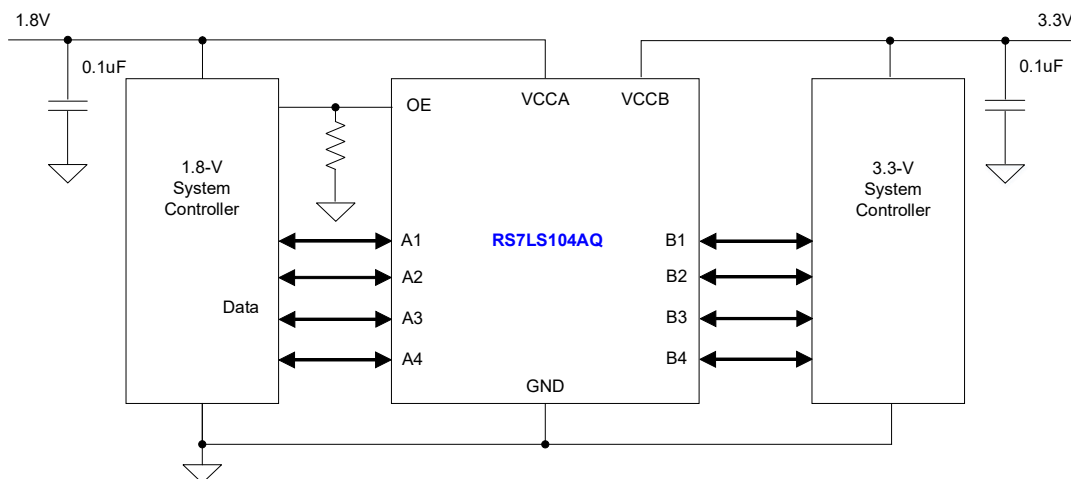 1.8V
3.3V
0.1uF
0.1uF
OE
VCCA
VCCB
1.8-V
System
Controller
3.3-V
System
Controller
RS7LS104AQ
A1
B1
A2
B2
Data
A3
B3
A4
B4
GND